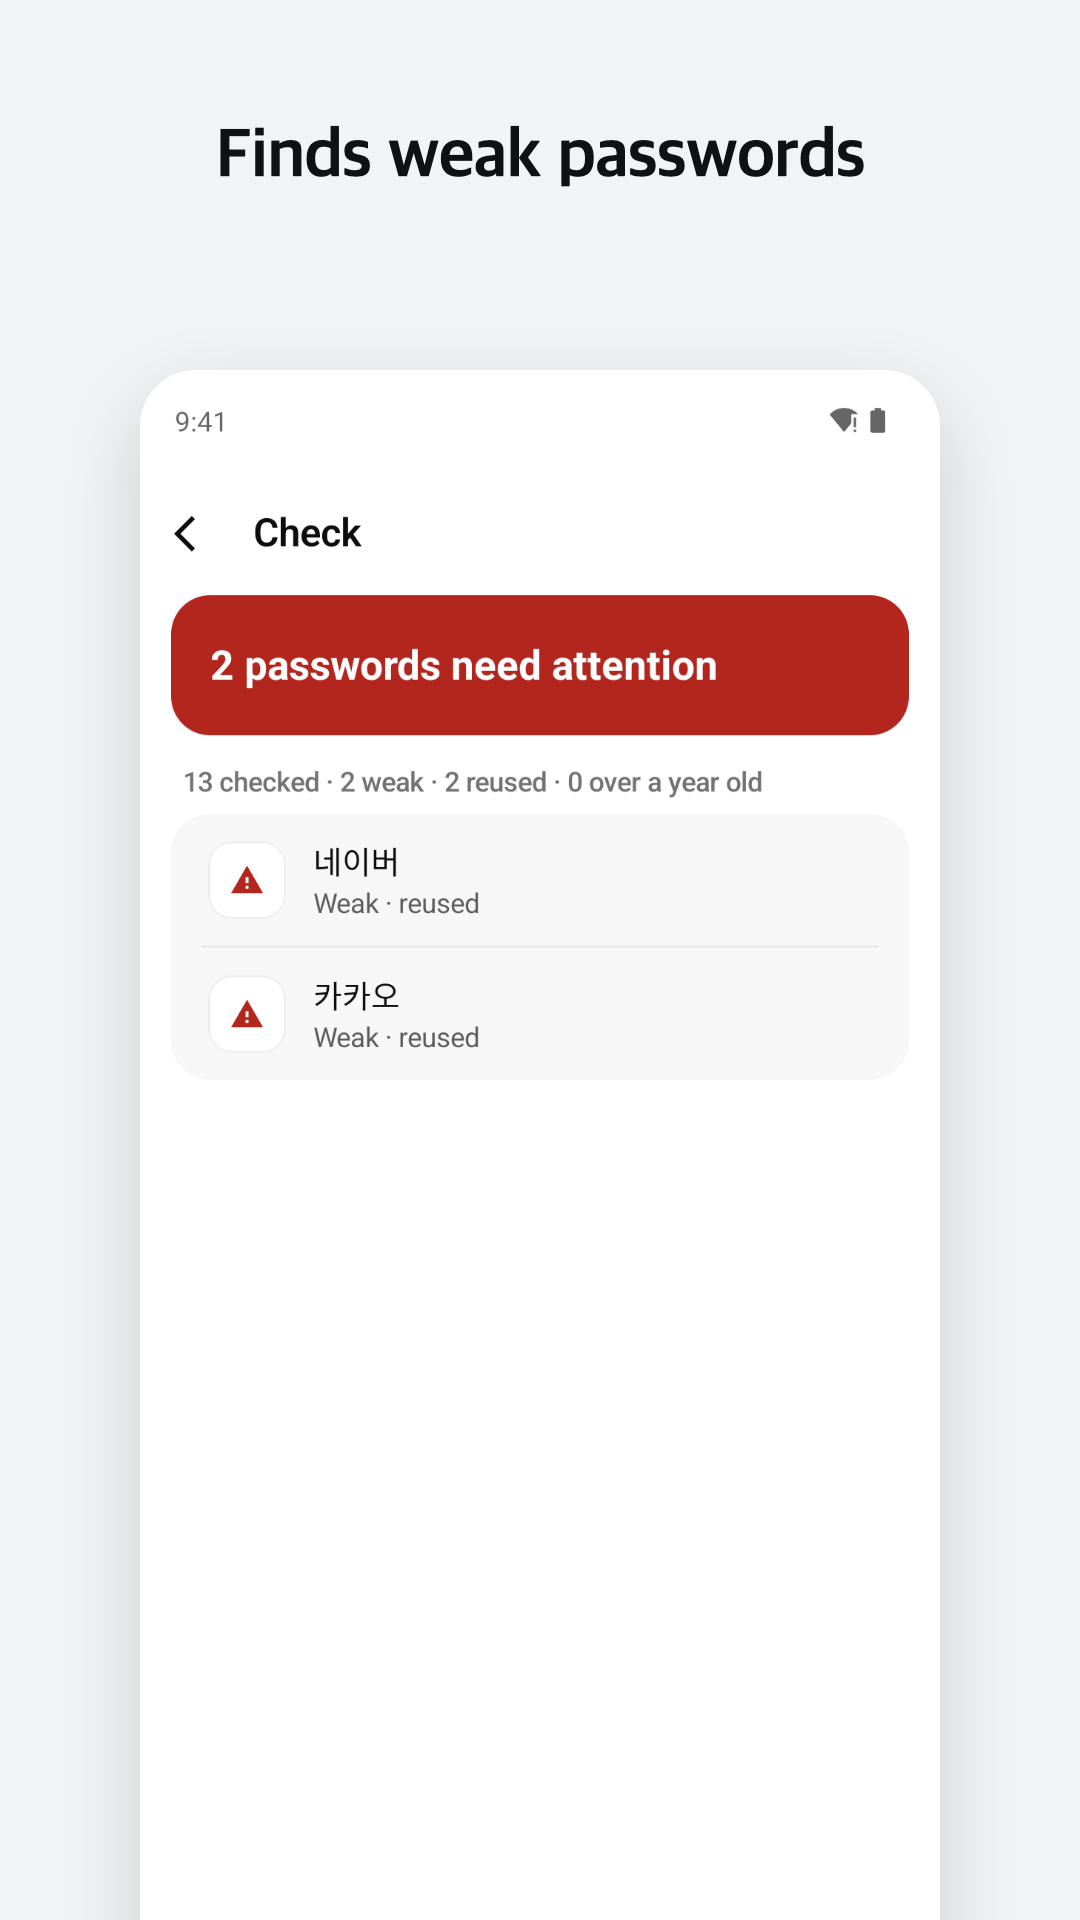 Finds weak passwords
9:41
Check
2 passwords need attention
13 checked · 2 weak · 2 reused · 0 over a year old
네이버
Weak · reused
카카오
Weak · reused